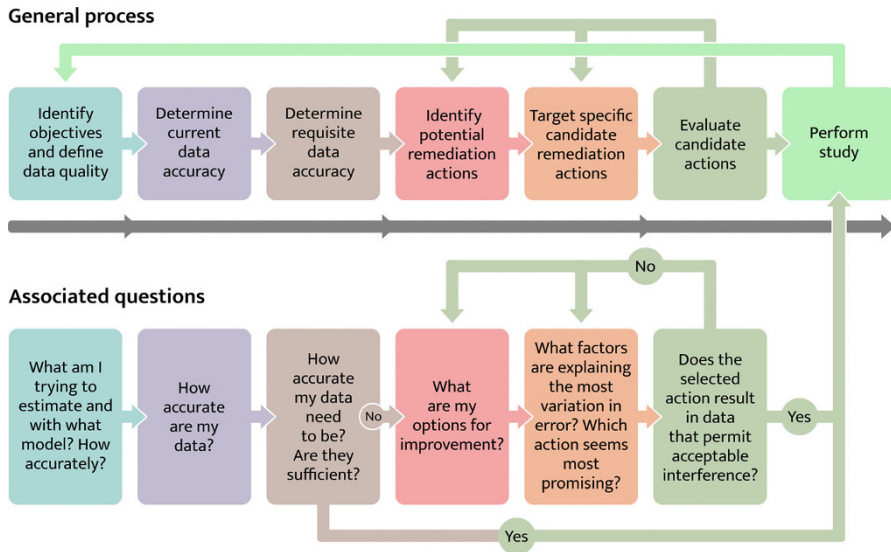 General process
Identify
objectives
and define
data quality
Determine
current
data
accuracy
Determine
requisite
data
accuracy
Identify
potential
remediation
actions
Target specific
candidate
remediation
actions
Evaluate
candidate
actions
Perform
study
Associated questions
What am I
trying to
estimate and
with what
model? How
accurately?
How
accurate
are my
data?
How
accurate
my data
need
to be?
Are they
sufficient?
No
What
are my
options for
improvement?
What factors
are explaining
the most
variation in
error? Which
action seems
most
promising?
No
Does the
selected
action result
in data
that permit
acceptable
interference?
Yes
Yes